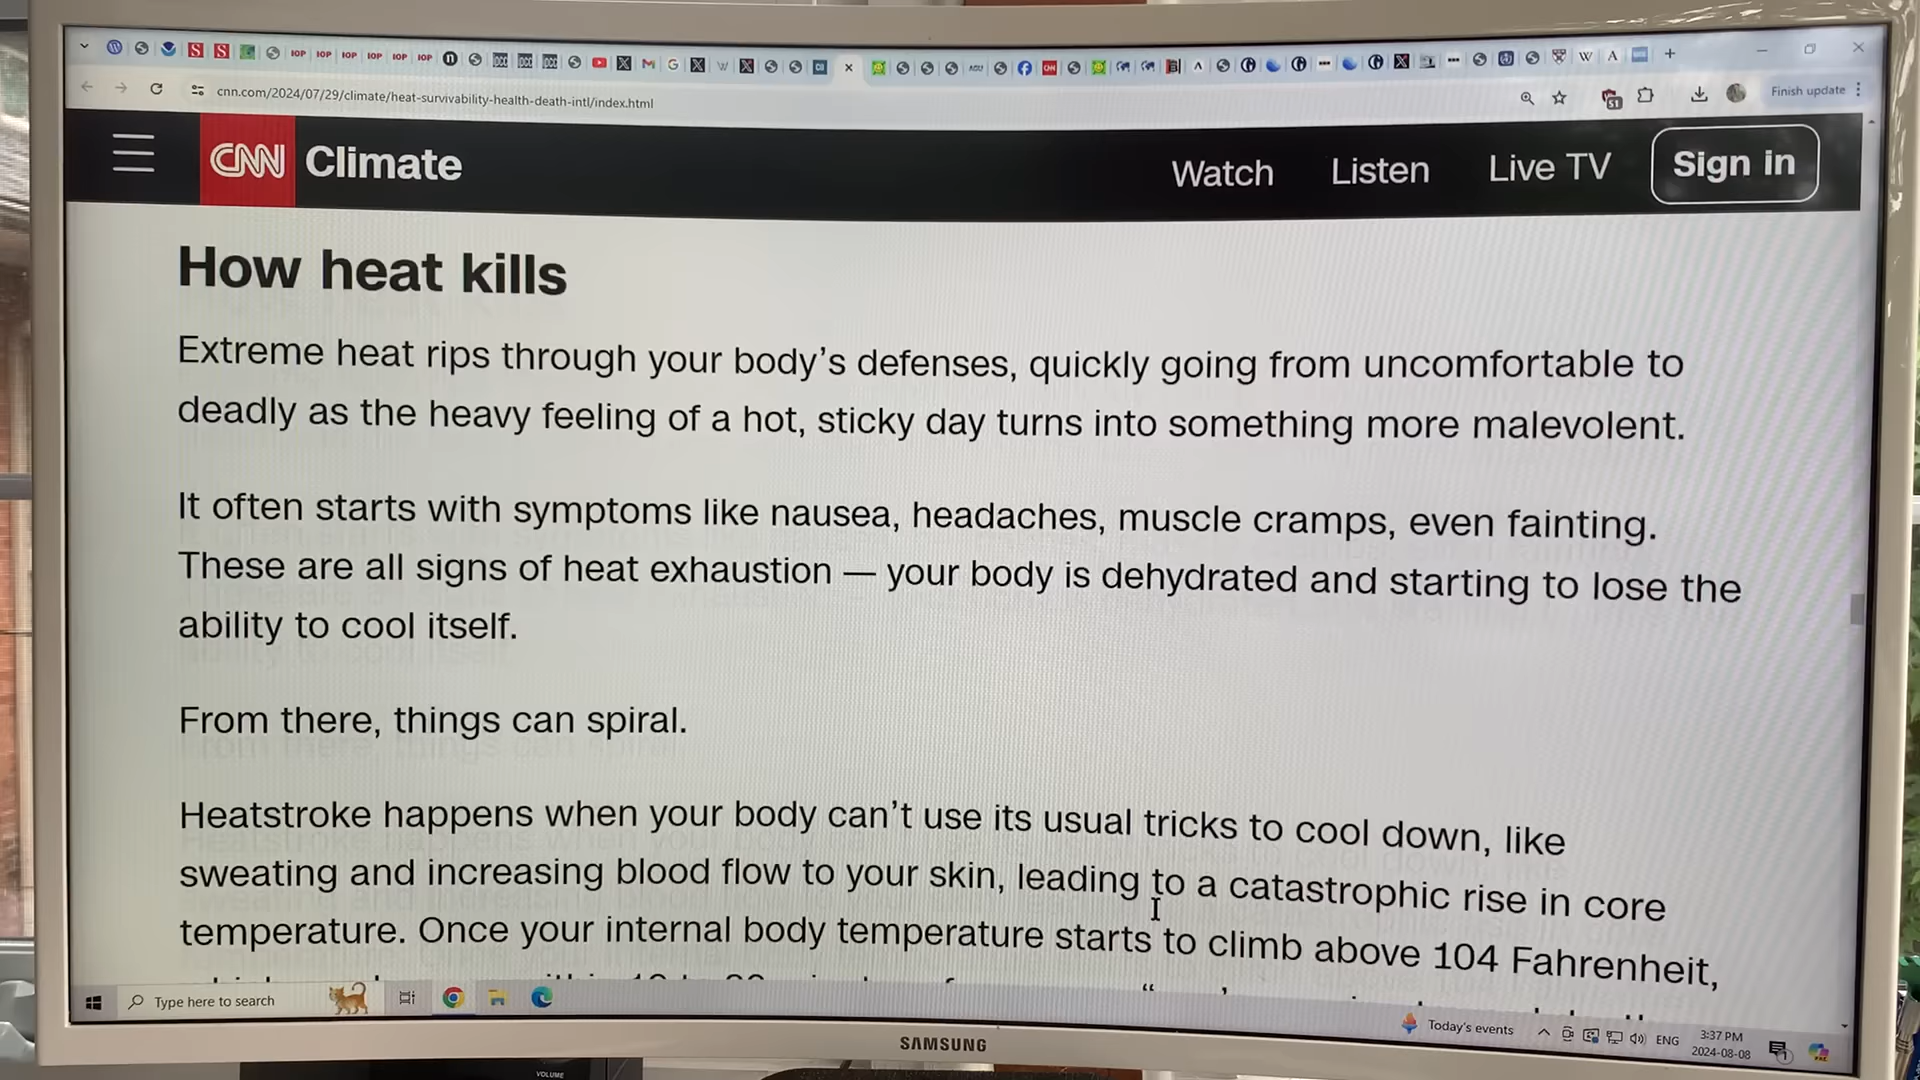 cnn.com/2024/07/29/climate/heat-survivability-health-death-intl/index.html
Finish update
CNN Climate
Watch Listen Live TV Sign in
How heat kills
Extreme heat rips through your body’s defenses, quickly going from uncomfortable to
deadly as the heavy feeling of a hot, sticky day turns into something more malevolent.
It often starts with symptoms like nausea, headaches, muscle cramps, even fainting.
These are all signs of heat exhaustion — your body is dehydrated and starting to lose the
ability to cool itself.
From there, things can spiral.
Heatstroke happens when your body can’t use its usual tricks to cool down, like
sweating and increasing blood flow to your skin, leading to a catastrophic rise in core
temperature. Once your internal body temperature starts to climb above 104 Fahrenheit,
Type here to search
Today's events
ENG
3:37 PM
2024-08-08
SAMSUNG
VOLUME